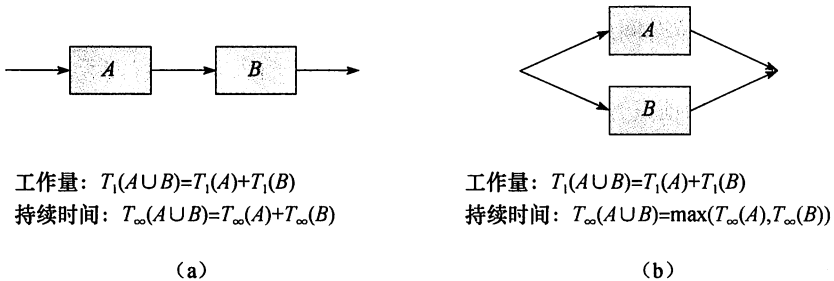 A
B
工作量：T₁(A∪B)=T₁(A)+T₁(B)
持续时间：T∞(A∪B)=T∞(A)+T∞(B)
(a)
A
B
工作量：T₁(A∪B)=T₁(A)+T₁(B)
持续时间：T∞(A∪B)=max(T∞(A),T∞(B))
(b)